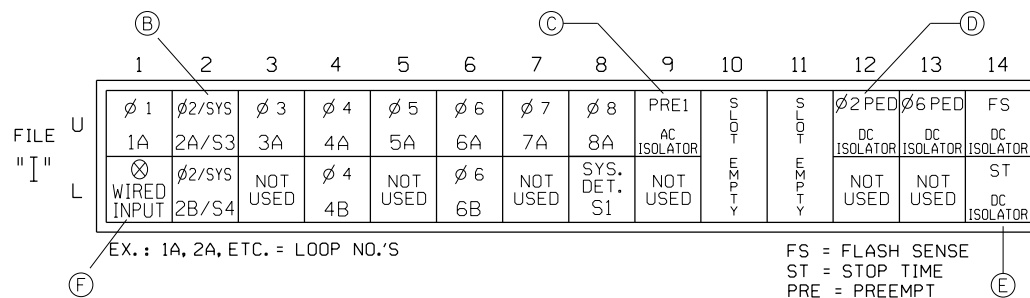 B
C
D
1 2 3 4 5 6 7 8 9 10 11 12 13 14
FILE "I"
U
Ø 1 Ø2/SYS Ø 3 Ø 4 Ø 5 Ø 6 Ø 7 Ø 8 PRE1 SLOT EMPTY SLOT EMPTY Ø2 PED Ø6 PED FS
1A 2A/S3 3A 4A 5A 6A 7A 8A AC ISOLATOR DC ISOLATOR DC ISOLATOR DC ISOLATOR
L
⊗ WIRED INPUT Ø2/SYS 2B/S4 NOT USED Ø 4 4B NOT USED Ø 6 6B NOT USED SYS. DET. S1 NOT USED NOT USED NOT USED ST DC ISOLATOR
EX.: 1A, 2A, ETC. = LOOP NO.'S
FS = FLASH SENSE
ST = STOP TIME
PRE = PREEMPT
F
E